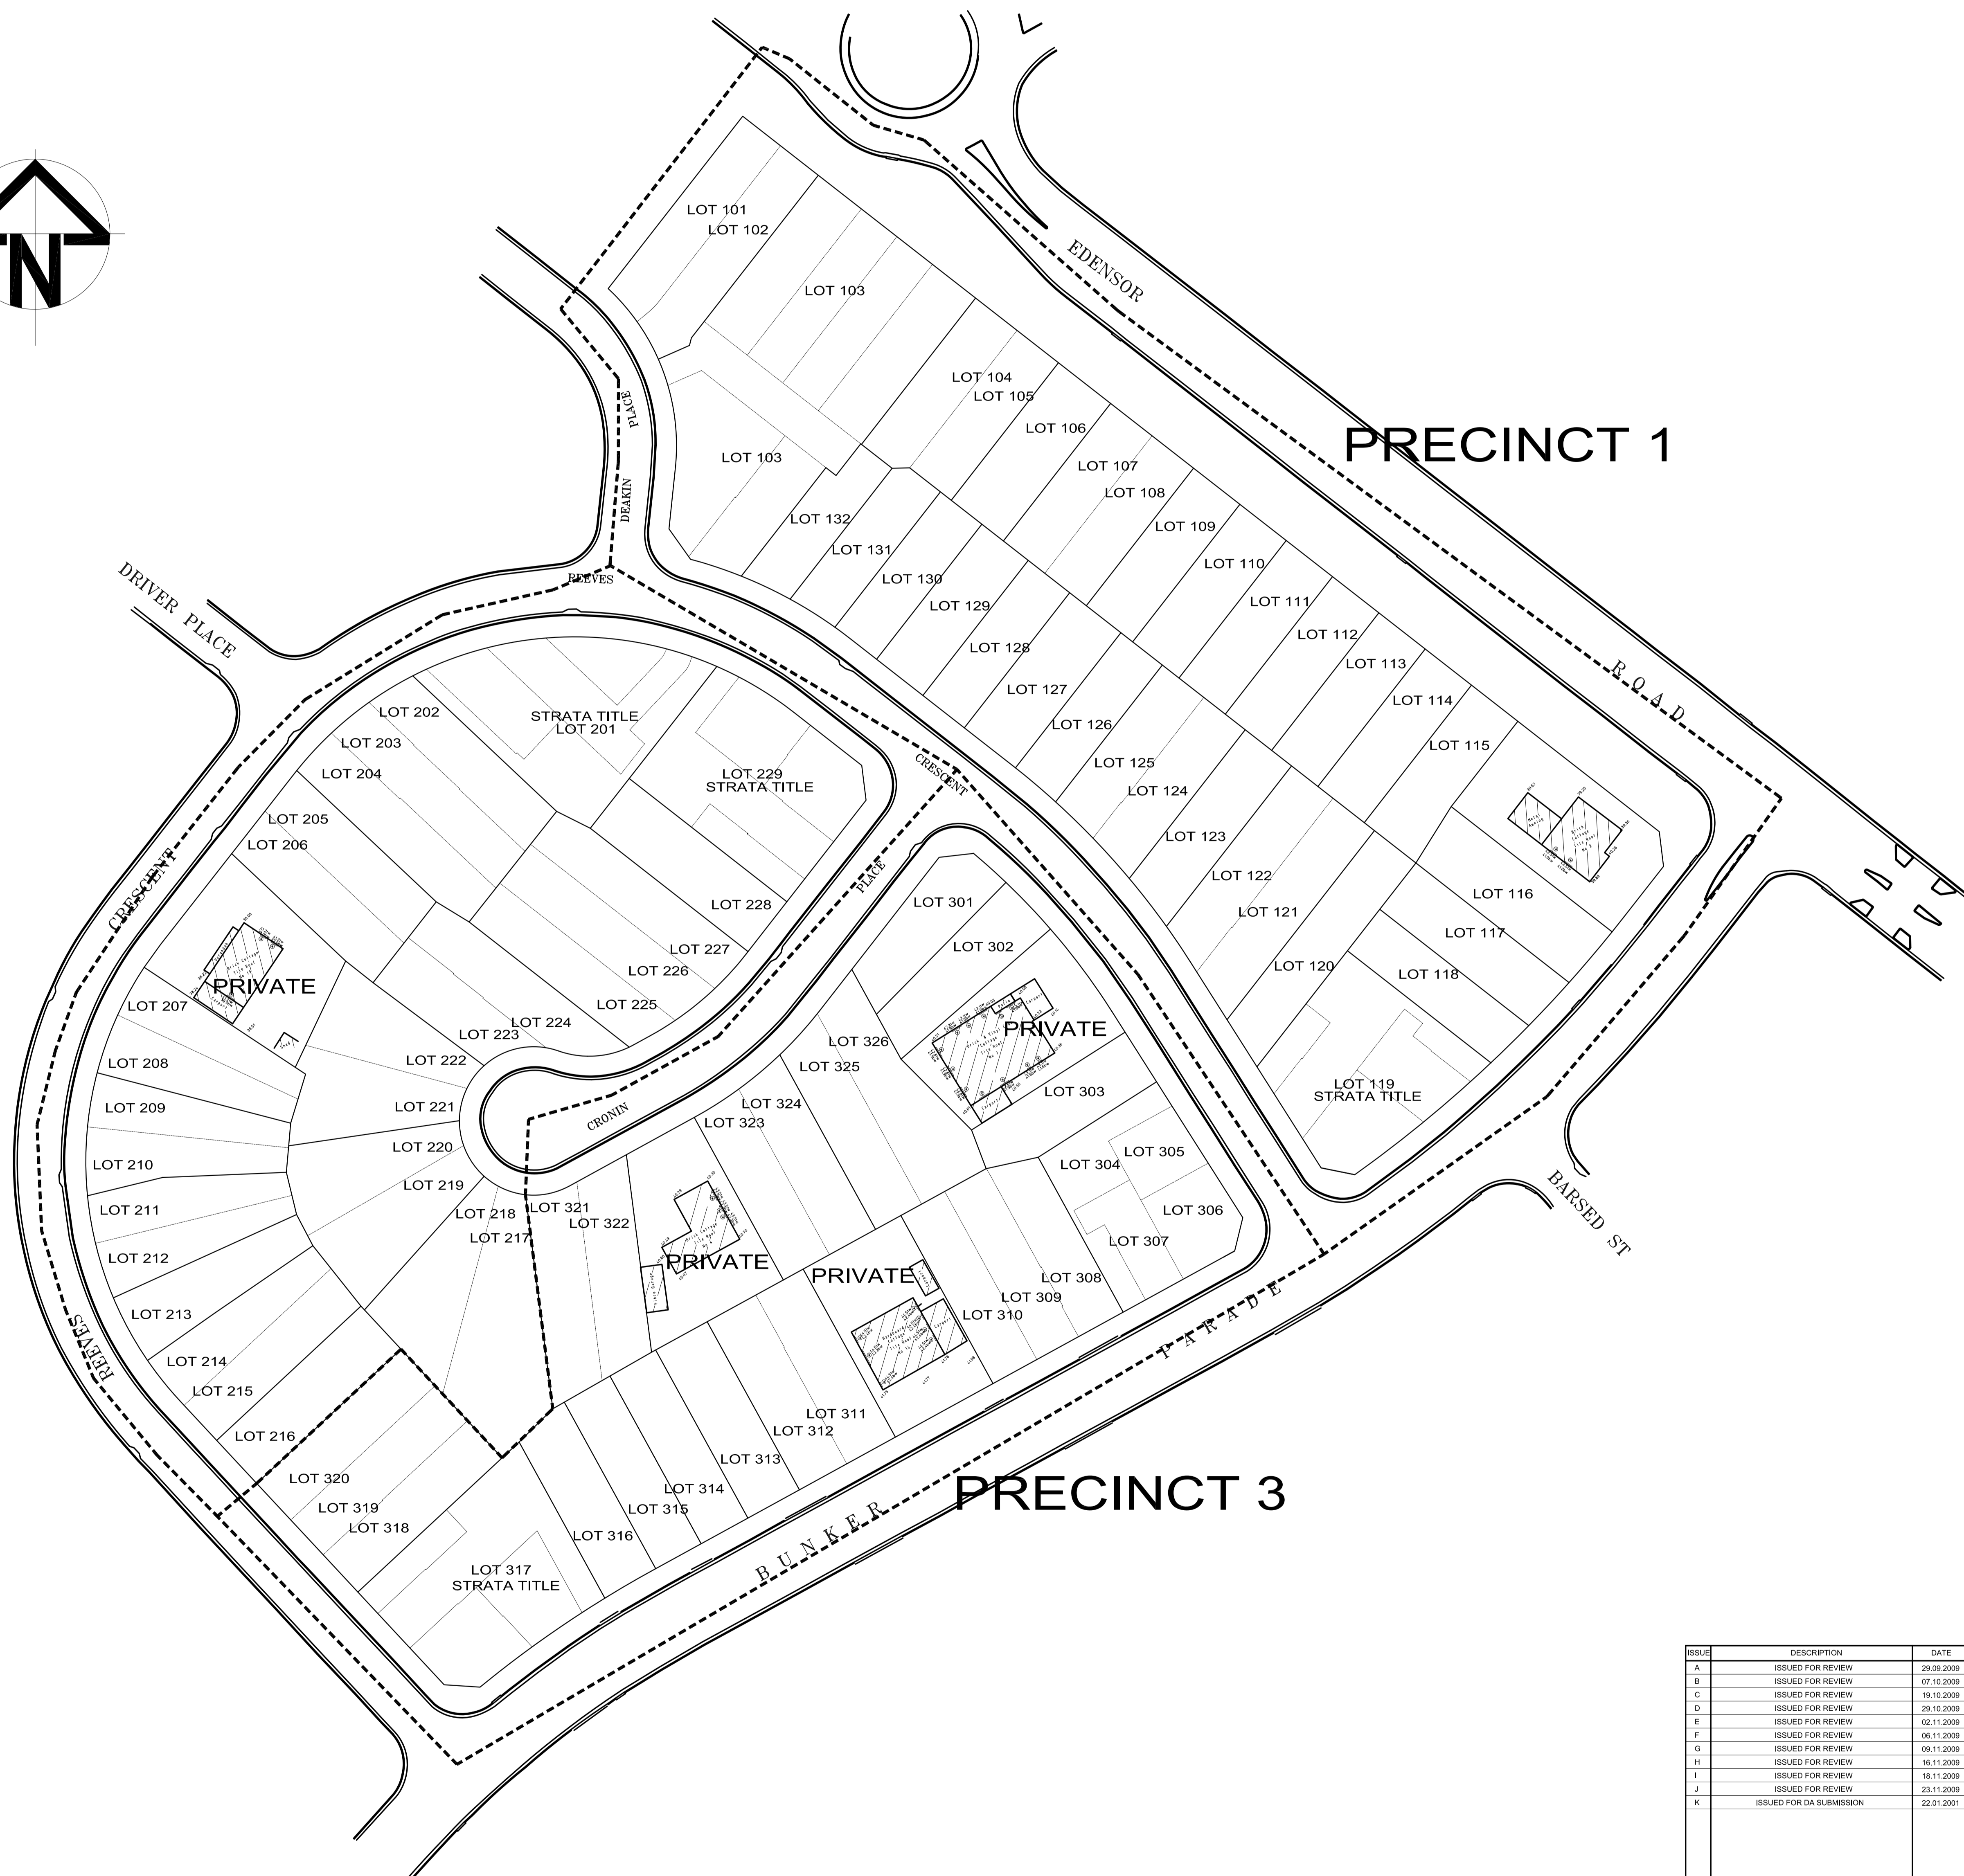 N
LOT 101
LOT 102
LOT 103
EDENSOR
ROAD
PRECINCT 1
LOT 104
LOT 105
LOT 106
LOT 107
LOT 108
LOT 109
LOT 110
LOT 111
LOT 112
LOT 113
LOT 114
LOT 115
LOT 116
LOT 117
LOT 118
LOT 119
STRATA TITLE
LOT 120
LOT 121
LOT 122
LOT 123
LOT 124
LOT 125
LOT 126
LOT 127
LOT 128
LOT 129
LOT 130
LOT 131
LOT 132
LOT 103
PLACE
DEAKIN
REEVES
DRIVER PLACE
CRESCENT
CRESCENT
REEVES
STRATA TITLE
LOT 201
LOT 202
LOT 203
LOT 204
LOT 205
LOT 206
PRIVATE
LOT 207
LOT 208
LOT 209
LOT 210
LOT 211
LOT 212
LOT 213
LOT 214
LOT 215
LOT 216
LOT 217
LOT 218
LOT 219
LOT 220
LOT 221
LOT 222
LOT 223
LOT 224
LOT 225
LOT 226
LOT 227
LOT 228
LOT 229
STRATA TITLE
PLACE
CRONIN
LOT 301
LOT 302
PRIVATE
LOT 303
LOT 304
LOT 305
LOT 306
LOT 307
LOT 308
LOT 309
LOT 310
PRIVATE
LOT 311
LOT 312
LOT 313
LOT 314
LOT 315
LOT 316
LOT 317
STRATA TITLE
LOT 318
LOT 319
LOT 320
LOT 321
LOT 322
PRIVATE
LOT 323
LOT 324
LOT 325
LOT 326
BUNKER
PARADE
BARSED ST
PRECINCT 3
ISSUE DESCRIPTION DATE
A ISSUED FOR REVIEW 29.09.2009
B ISSUED FOR REVIEW 07.10.2009
C ISSUED FOR REVIEW 19.10.2009
D ISSUED FOR REVIEW 29.10.2009
E ISSUED FOR REVIEW 02.11.2009
F ISSUED FOR REVIEW 06.11.2009
G ISSUED FOR REVIEW 09.11.2009
H ISSUED FOR REVIEW 16.11.2009
I ISSUED FOR REVIEW 18.11.2009
J ISSUED FOR REVIEW 23.11.2009
K ISSUED FOR DA SUBMISSION 22.01.2001